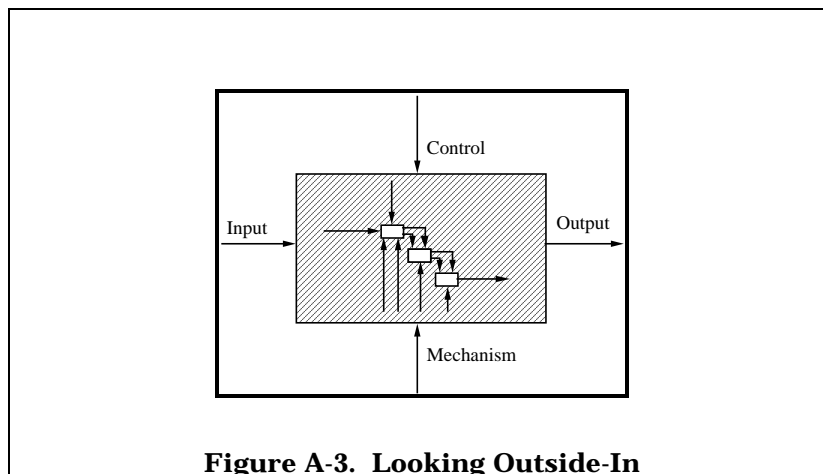 Control
Input
Output
Mechanism
Figure A-3. Looking Outside-In